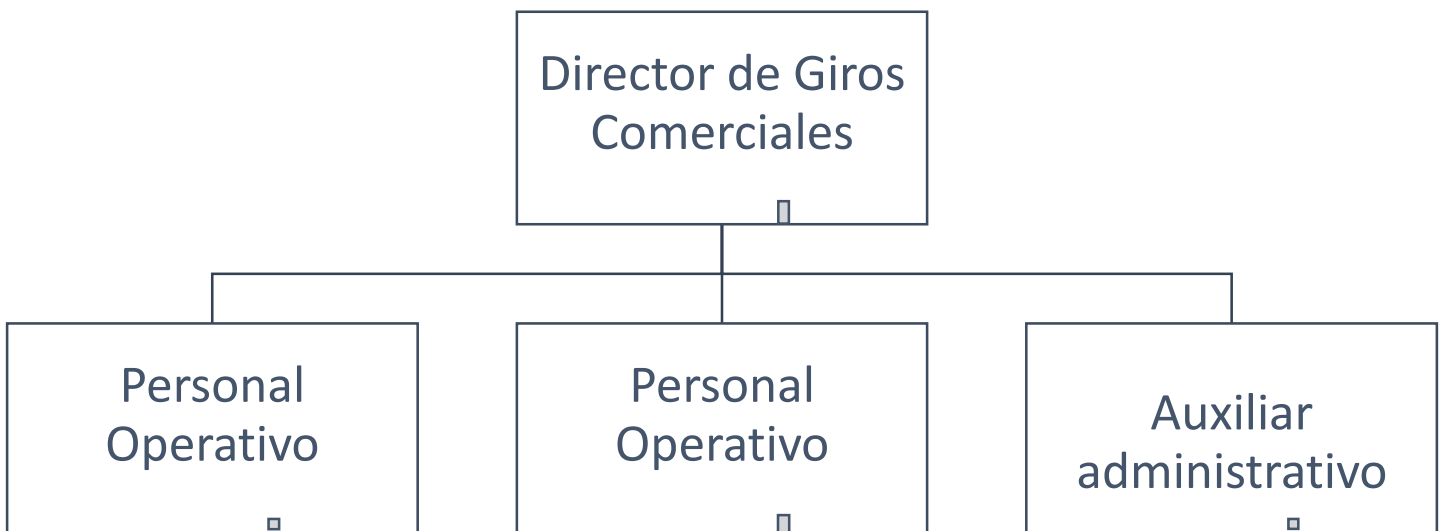 Director de Giros
Comerciales
Personal
Operativo
Personal
Operativo
Auxiliar
administrativo